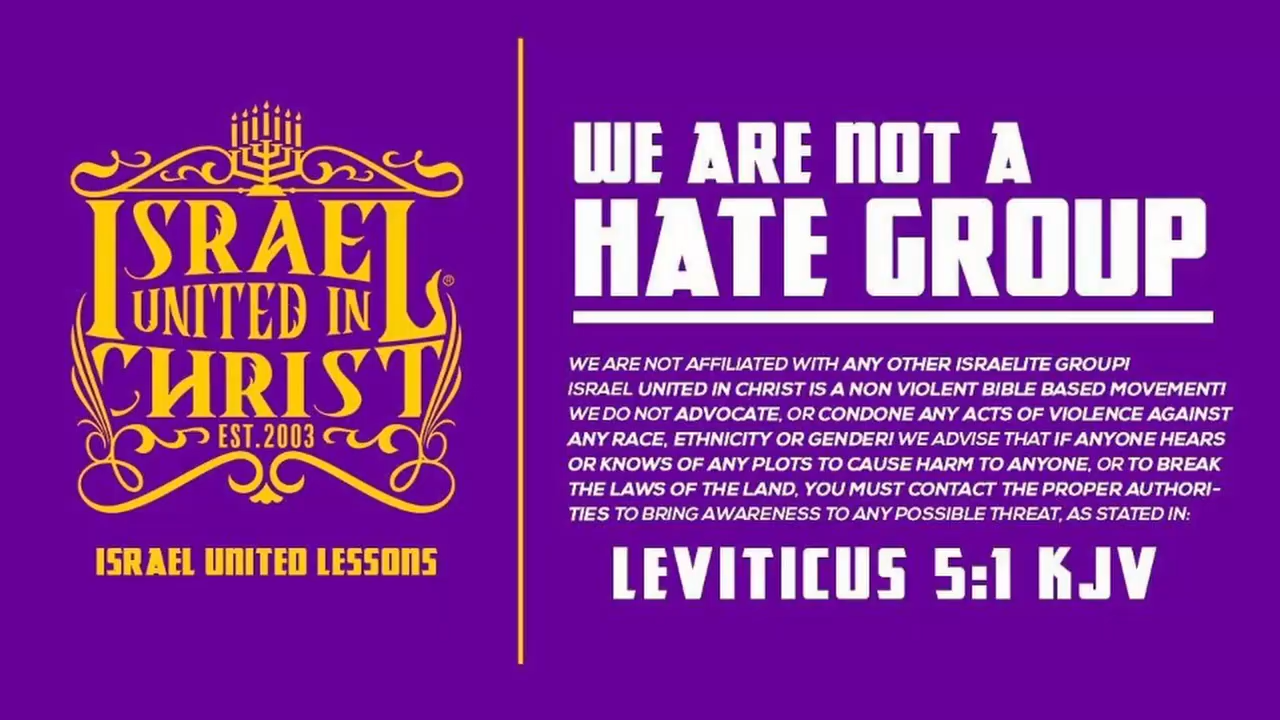 ISRAEL
UNITED IN
CHRIST
EST.2003
®
ISRAEL UNITED LESSONS
WE ARE NOT A
HATE GROUP
WE ARE NOT AFFILIATED WITH ANY OTHER ISRAELITE GROUP!
ISRAEL UNITED IN CHRIST IS A NON VIOLENT BIBLE BASED MOVEMENT!
WE DO NOT ADVOCATE, OR CONDONE ANY ACTS OF VIOLENCE AGAINST
ANY RACE, ETHNICITY OR GENDER! WE ADVISE THAT IF ANYONE HEARS
OR KNOWS OF ANY PLOTS TO CAUSE HARM TO ANYONE, OR TO BREAK
THE LAWS OF THE LAND, YOU MUST CONTACT THE PROPER AUTHORI-
TIES TO BRING AWARENESS TO ANY POSSIBLE THREAT, AS STATED IN:
LEVITICUS 5:1 KJV